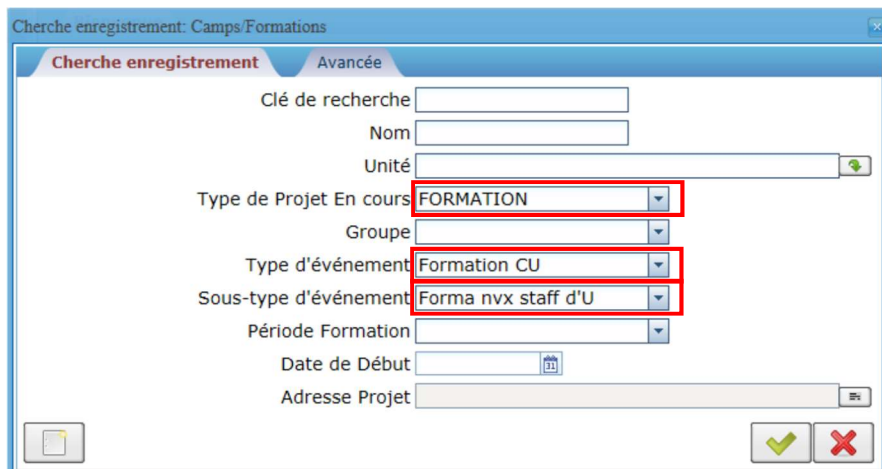 Cherche enregistrement: Camps/Formations
Cherche enregistrement Avancée
Clé de recherche
Nom
Unité
Type de Projet En cours FORMATION
Groupe
Type d'événement Formation CU
Sous-type d'événement Forma nvx staff d'U
Période Formation
Date de Début 31
Adresse Projet